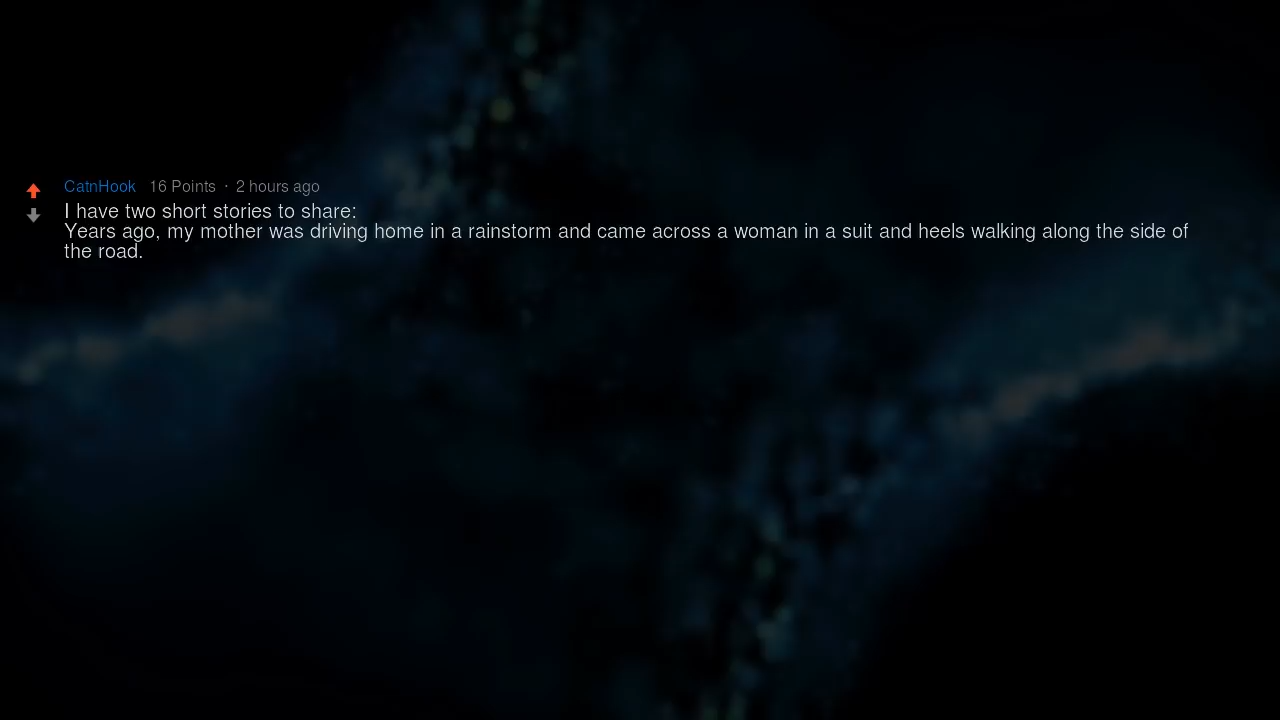 CatnHook 16 Points · 2 hours ago
I have two short stories to share:
Years ago, my mother was driving home in a rainstorm and came across a woman in a suit and heels walking along the side of
the road.